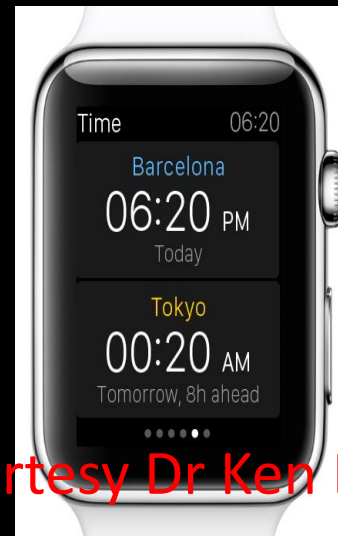 Time 06:20
Barcelona
06:20 PM
Today
Tokyo
00:20 AM
Tomorrow, 8h ahead
rtesy Dr Ken